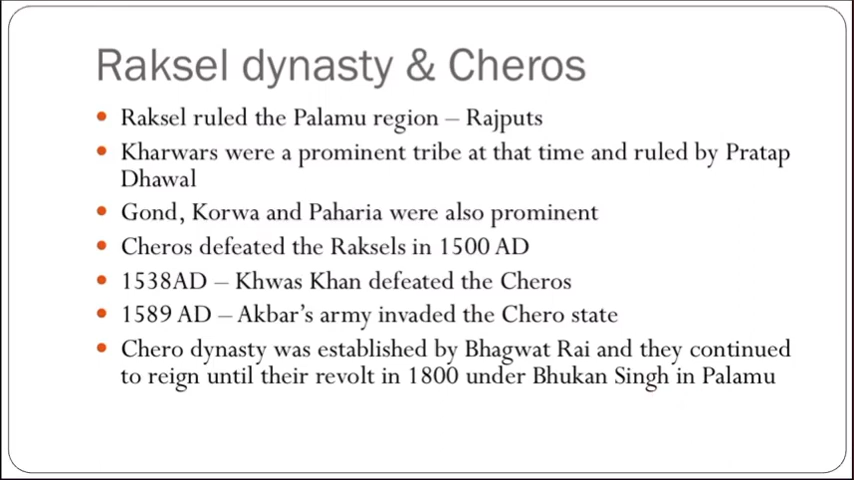 Raksel dynasty & Cheros
• Raksel ruled the Palamu region – Rajputs
• Kharwars were a prominent tribe at that time and ruled by Pratap
Dhawal
• Gond, Korwa and Paharia were also prominent
• Cheros defeated the Raksels in 1500 AD
• 1538AD – Khwas Khan defeated the Cheros
• 1589 AD – Akbar's army invaded the Chero state
• Chero dynasty was established by Bhagwat Rai and they continued
to reign until their revolt in 1800 under Bhukan Singh in Palamu